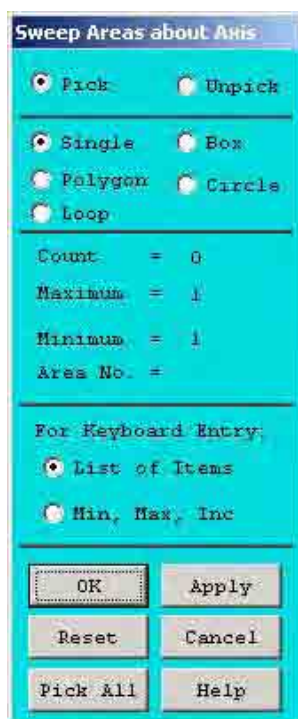 Sweep Areas about Axis
Pick Unpick
Single Box
Polygon Circle
Loop
Count = 0
Maximum = 1
Minimum = 1
Area No. =
For Keyboard Entry:
List of Items
Min, Max, Inc
OK Apply
Reset Cancel
Pick All Help